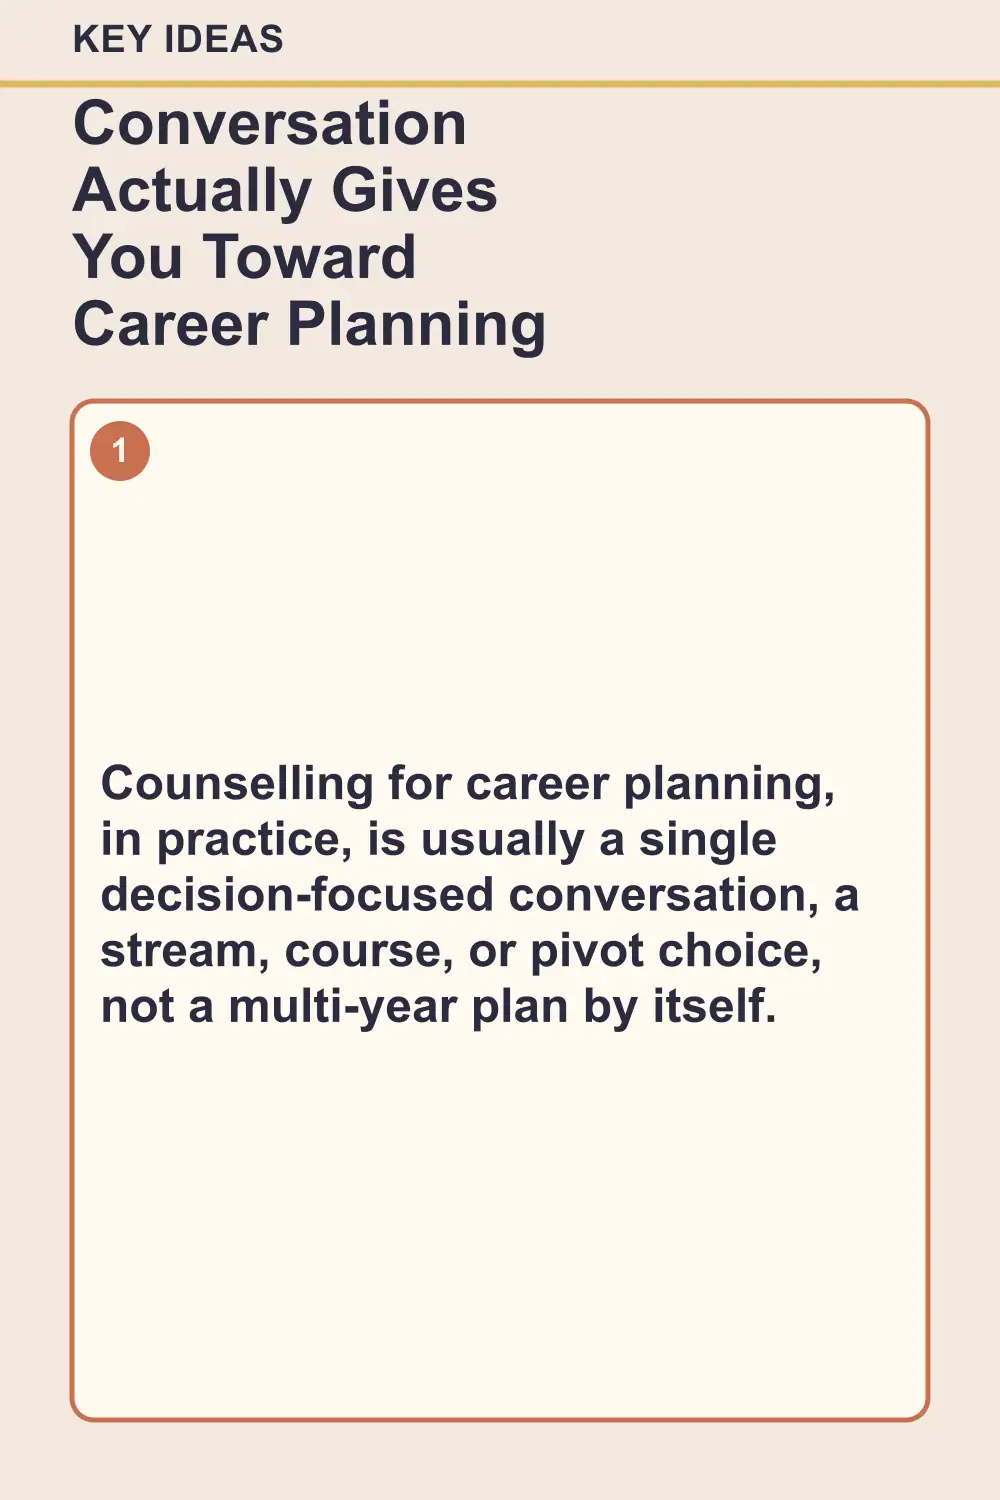 KEY IDEAS
Conversation
Actually Gives
You Toward
Career Planning
1
Counselling for career planning,
in practice, is usually a single
decision-focused conversation, a
stream, course, or pivot choice,
not a multi-year plan by itself.